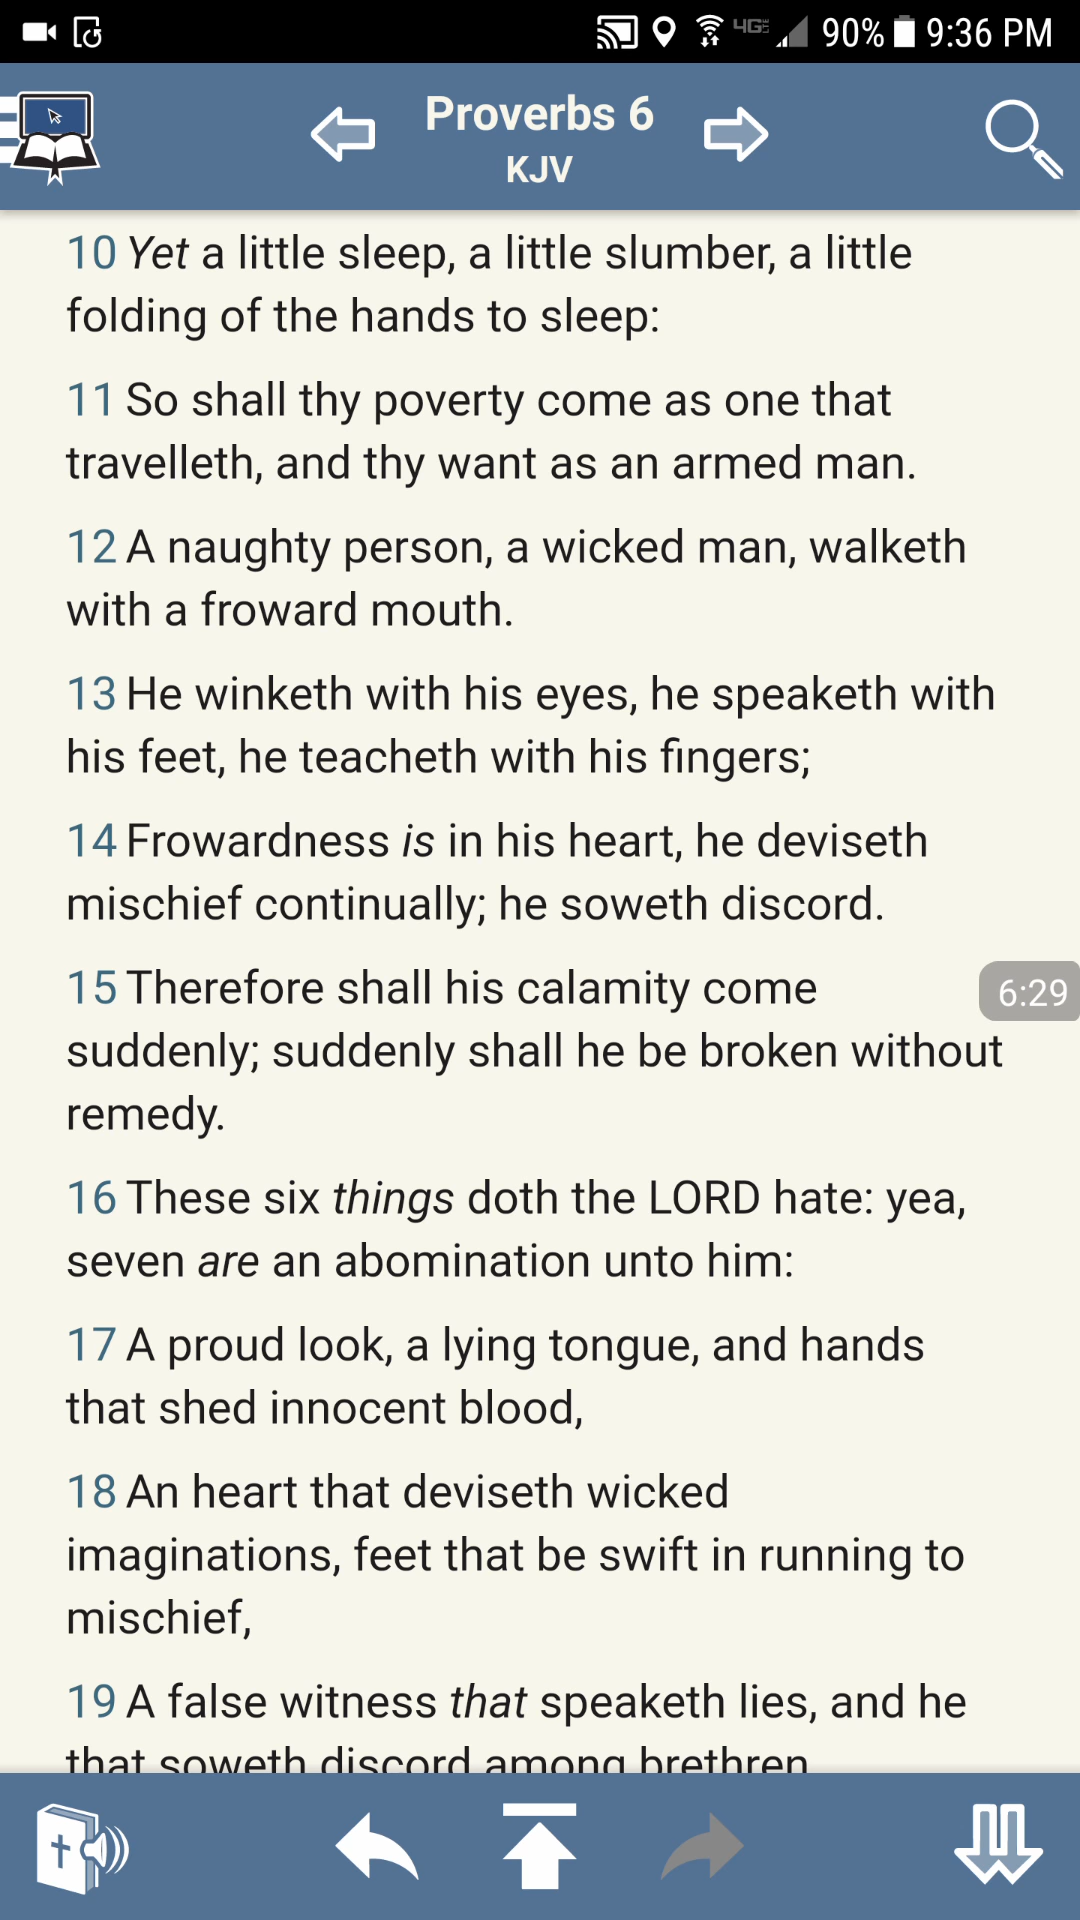 4G LTE 90% 9:36 PM
Proverbs 6
KJV
10 Yet a little sleep, a little slumber, a little
folding of the hands to sleep:
11 So shall thy poverty come as one that
travelleth, and thy want as an armed man.
12 A naughty person, a wicked man, walketh
with a froward mouth.
13 He winketh with his eyes, he speaketh with
his feet, he teacheth with his fingers;
14 Frowardness is in his heart, he deviseth
mischief continually; he soweth discord.
15 Therefore shall his calamity come
6:29
suddenly; suddenly shall he be broken without
remedy.
16 These six things doth the LORD hate: yea,
seven are an abomination unto him:
17 A proud look, a lying tongue, and hands
that shed innocent blood,
18 An heart that deviseth wicked
imaginations, feet that be swift in running to
mischief,
19 A false witness that speaketh lies, and he
that soweth discord among brethren